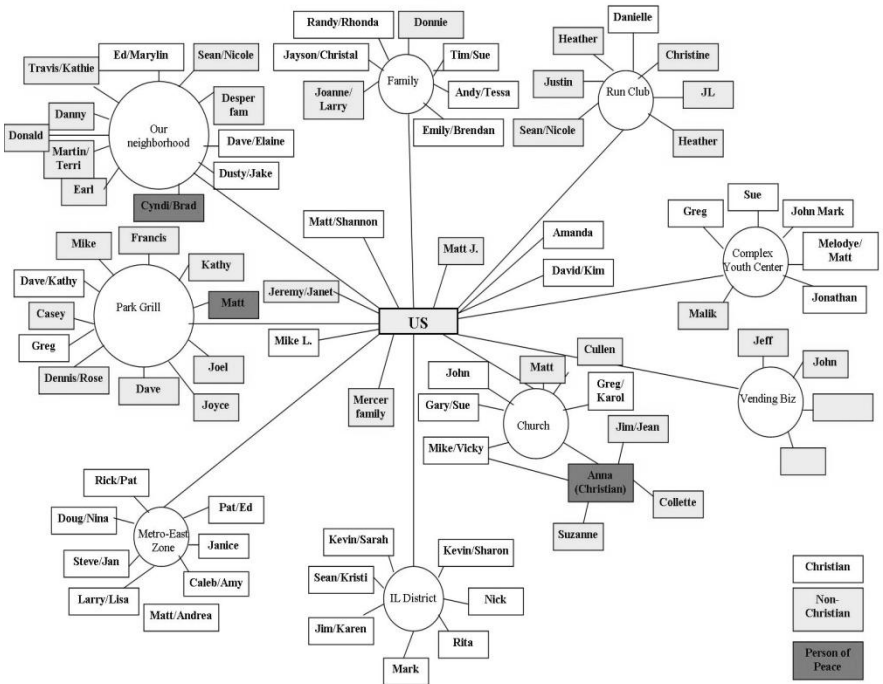 Randy/Rhonda
Donnie
Jayson/Christal
Tim/Sue
Family
Joanne/
Larry
Andy/Tessa
Emily/Brendan
Danielle
Heather
Christine
Justin
Run Club
JL
Sean/Nicole
Heather
Ed/Marylin
Sean/Nicole
Travis/Kathie
Desper
fam
Danny
Our
neighborhood
Donald
Dave/Elaine
Martin/
Terri
Dusty/Jake
Earl
Cyndi/Brad
Matt/Shannon
Matt J.
Amanda
David/Kim
Jeremy/Janet
US
Mike L.
Mercer
family
Sue
Greg
John Mark
Complex
Youth Center
Melodye/
Matt
Malik
Jonathan
Francis
Mike
Kathy
Dave/Kathy
Park Grill
Matt
Casey
Greg
Joel
Dennis/Rose
Dave
Joyce
Jeff
John
Vending Biz
Cullen
Matt
John
Greg/
Karol
Gary/Sue
Church
Jim/Jean
Mike/Vicky
Anna
(Christian)
Collette
Suzanne
Rick/Pat
Pat/Ed
Doug/Nina
Metro-East
Zone
Janice
Steve/Jan
Caleb/Amy
Larry/Lisa
Matt/Andrea
Kevin/Sarah
Kevin/Sharon
Sean/Kristi
IL District
Nick
Jim/Karen
Rita
Mark
Christian
Non-
Christian
Person of
Peace